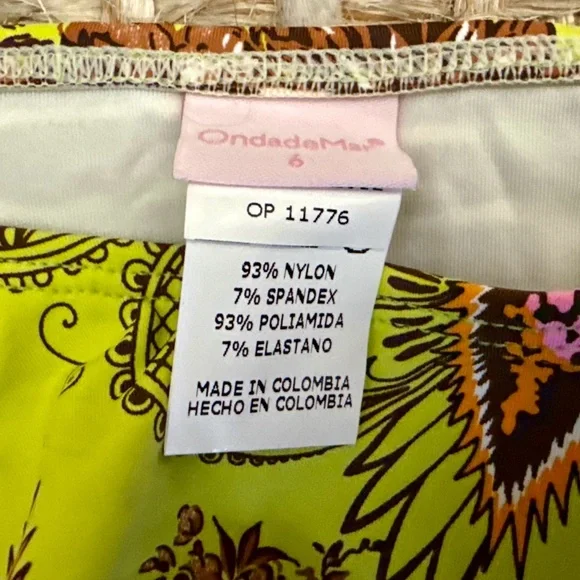 OndadeMar®
6
OP 11776
93% NYLON
7% SPANDEX
93% POLIAMIDA
7% ELASTANO
MADE IN COLOMBIA
HECHO EN COLOMBIA